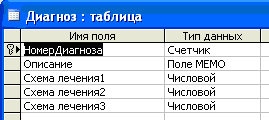 Диагноз : таблица
Имя поля Тип данных
НомерДиагноза Счетчик
Описание Поле МЕМО
Схема лечения1 Числовой
Схема лечения2 Числовой
Схема лечения3 Числовой